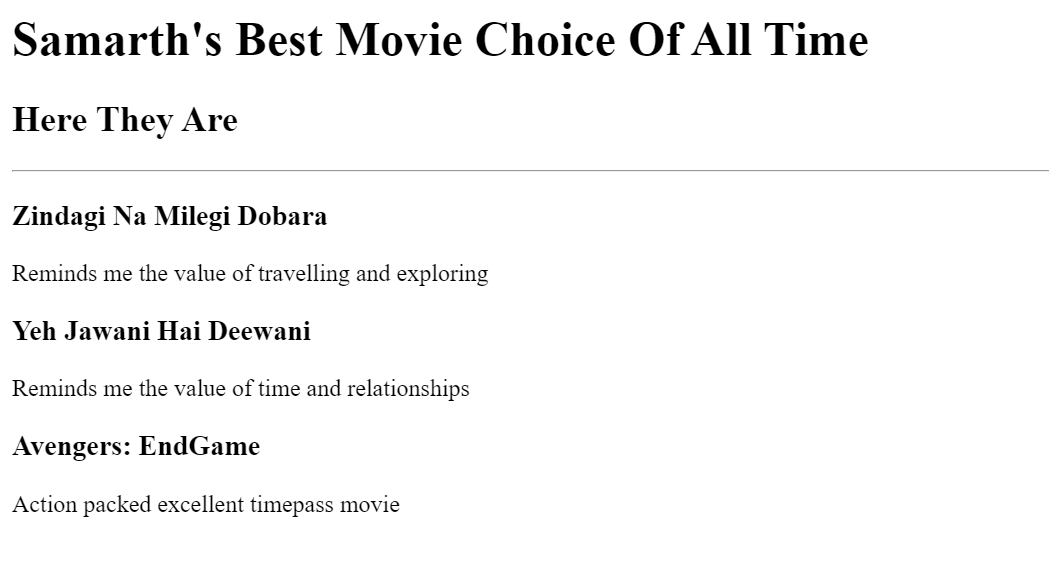 Samarth's Best Movie Choice Of All Time
Here They Are
Zindagi Na Milegi Dobara
Reminds me the value of travelling and exploring
Yeh Jawani Hai Deewani
Reminds me the value of time and relationships
Avengers: EndGame
Action packed excellent timepass movie